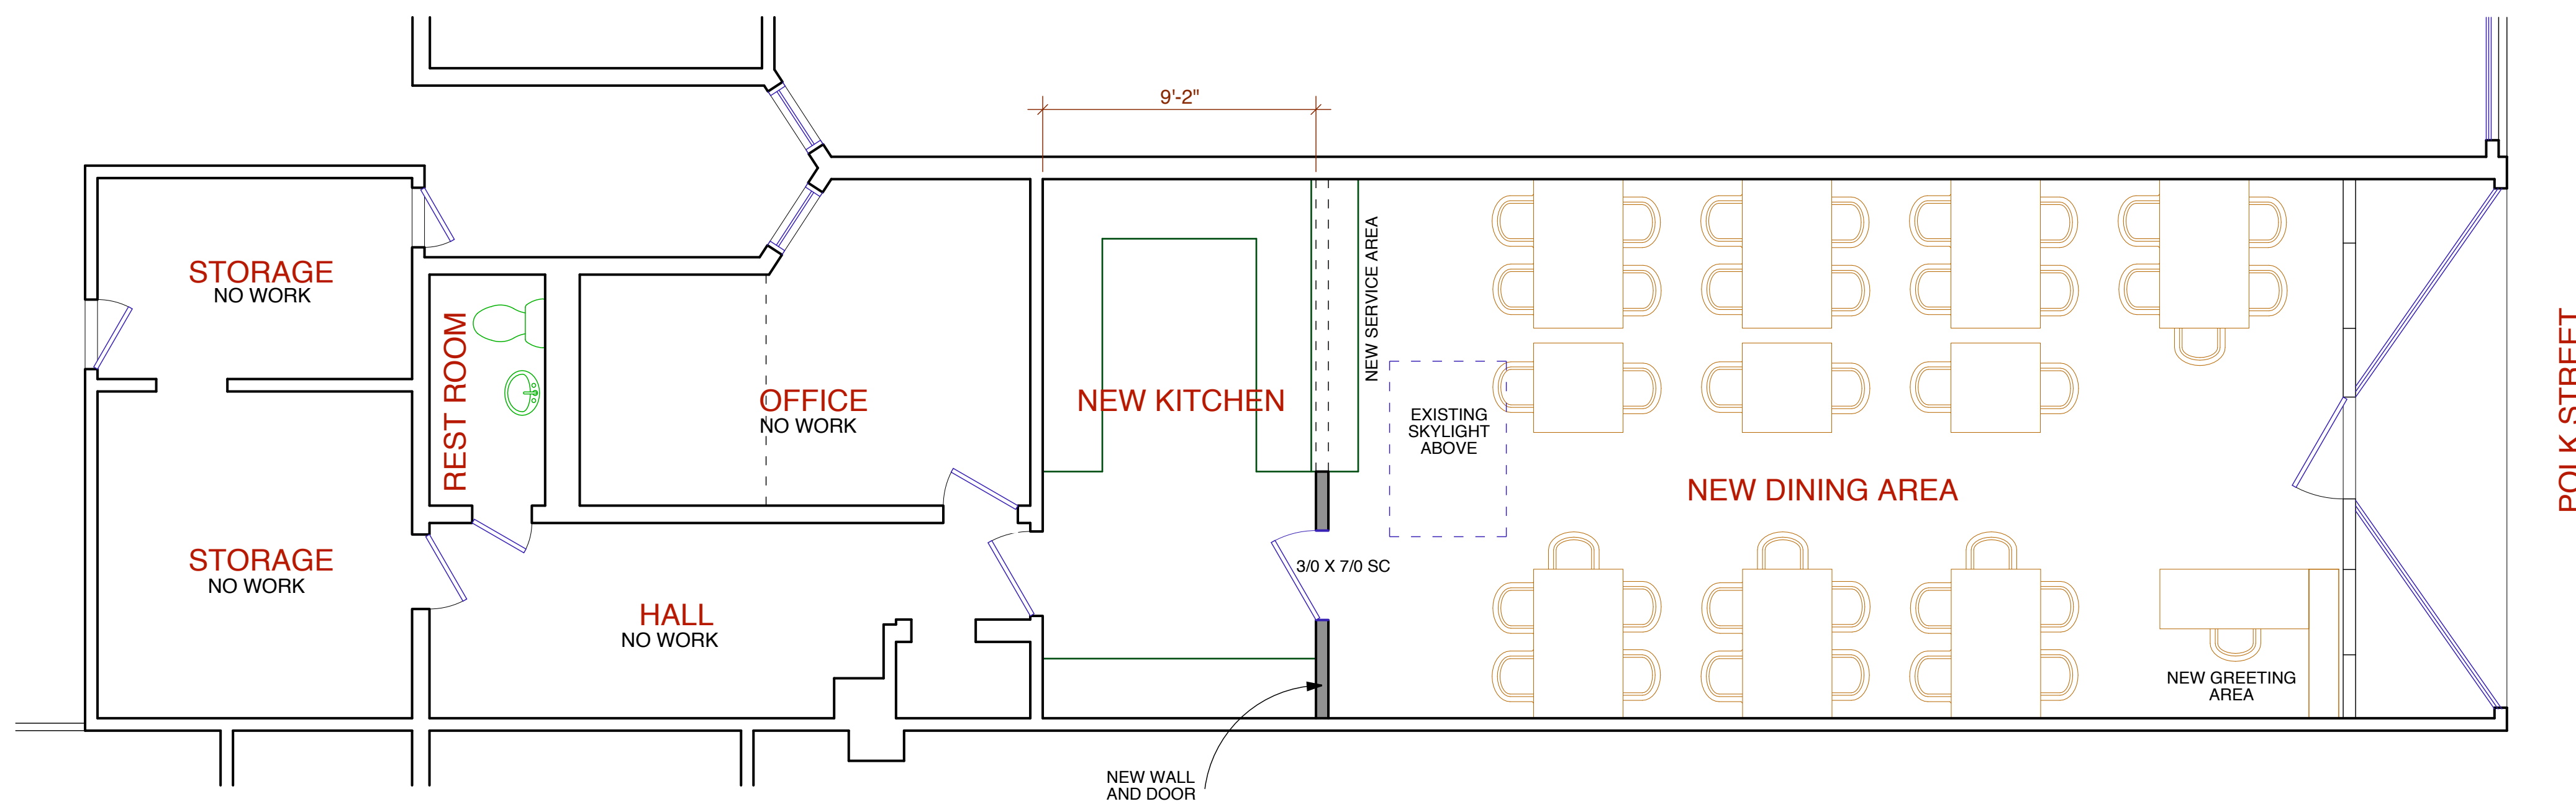 9'-2"
STORAGE
NO WORK
REST ROOM
OFFICE
NO WORK
NEW KITCHEN
NEW SERVICE AREA
EXISTING
SKYLIGHT
ABOVE
NEW DINING AREA
POLK STREET
STORAGE
NO WORK
HALL
NO WORK
3/0 X 7/0 SC
NEW GREETING
AREA
NEW WALL
AND DOOR